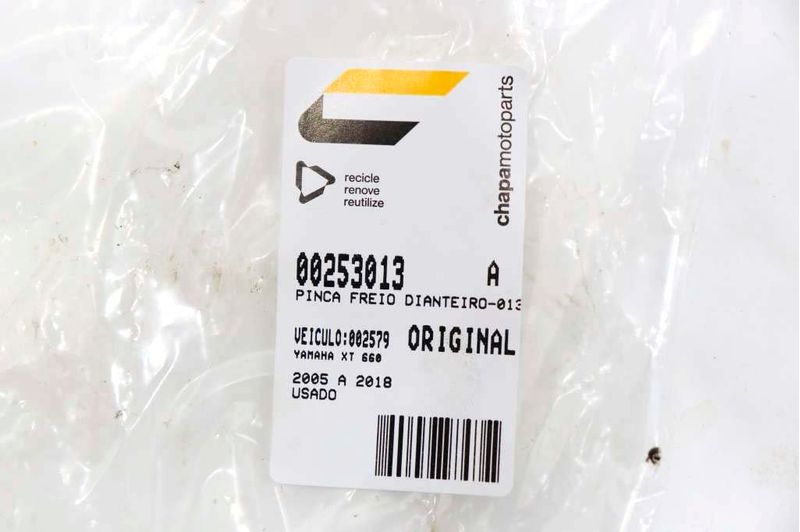 chapamotoparts
recicle
renove
reutilize
00253013 A
PINCA FREIO DIANTEIRO-013
VEICULO:002579 ORIGINAL
YAMAHA XT 660
2005 A 2018
USADO